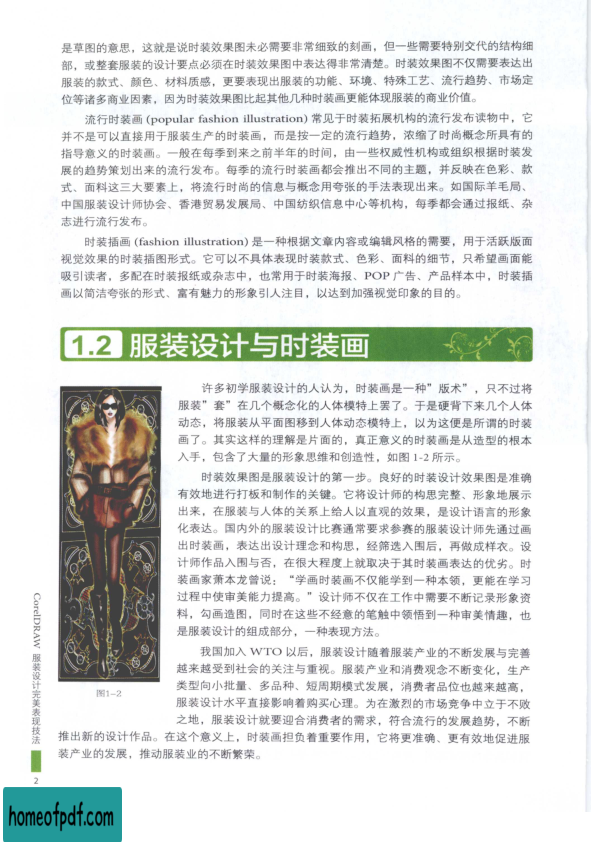 是草图的意思，这就是说时装效果图未必需要非常细致的刻画，但一些需要特别交代的结构细
部，或整套服装的设计要点必须在时装效果图中表达得非常清楚。时装效果图不仅需要表达出
服装的款式、颜色、材料质感，更要表现出服装的功能、环境、特殊工艺、流行趋势、市场定
位等诸多商业因素，因为时装效果图比起其他几种时装画更能体现服装的商业价值。
流行时装画 (popular fashion illustration) 常见于时装拓展机构的流行发布读物中，它
并不是可以直接用于服装生产的时装画，而是按一定的流行趋势，浓缩了时尚概念所具有的
指导意义的时装画。一般在每季到来之前半年的时间，由一些权威性机构或组织根据时装发
展的趋势策划出来的流行发布。每季的流行时装画都会推出不同的主题，并反映在色彩、款
式、面料这三大要素上，将流行时尚的信息与概念用夸张的手法表现出来。如国际羊毛局、
中国服装设计师协会、香港贸易发展局、中国纺织信息中心等机构，每季都会通过报纸、杂
志进行流行发布。
时装插画 (fashion illustration) 是一种根据文章内容或编辑风格的需要，用于活跃版面
视觉效果的时装插图形式。它可以不具体表现时装款式、色彩、面料的细节，只希望画面能
吸引读者，多配在时装报纸或杂志中，也常用于时装海报、POP 广告、产品样本中，时装插
画以简洁夸张的形式、富有魅力的形象引人注目，以达到加强视觉印象的目的。
1.2 服装设计与时装画
许多初学服装设计的人认为，时装画是一种”版术”，只不过将
服装”套”在几个概念化的人体模特上罢了。于是硬背下来几个人体
动态，将服装从平面图移到人体动态模特上，以为这便是所谓的时装
画了。其实这样的理解是片面的，真正意义的时装画是从造型的根本
入手，包含了大量的形象思维和创造性，如图 1-2 所示。
时装效果图是服装设计的第一步。良好的时装设计效果图是准确
有效地进行打板和制作的关键。它将设计师的构思完整、形象地展示
出来，在服装与人体的关系上给人以直观的效果，是设计语言的形象
化表达。国内外的服装设计比赛通常要求参赛的服装设计师先通过画
出时装画，表达出设计理念和构思，经筛选入围后，再做成样衣。设
计师作品入围与否，在很大程度上就取决于其时装画表达的优劣。时
装画家萧本龙曾说：“学画时装画不仅能学到一种本领，更能在学习
过程中使审美能力提高。”设计师不仅在工作中需要不断记录形象资
料，勾画造图，同时在这些不经意的笔触中领悟到一种审美情趣，也
是服装设计的组成部分，一种表现方法。
我国加入 WTO 以后，服装设计随着服装产业的不断发展与完善
越来越受到社会的关注与重视。服装产业和消费观念不断变化，生产
类型向小批量、多品种、短周期模式发展，消费者品位也越来越高，
服装设计水平直接影响着购买心理。为在激烈的市场竞争中立于不败
之地，服装设计就要迎合消费者的需求，符合流行的发展趋势，不断
推出新的设计作品。在这个意义上，时装画担负着重要作用，它将更准确、更有效地促进服
装产业的发展，推动服装业的不断繁荣。
图1-2
CorelDRAW 服装设计完美表现技法
2
homeofpdf.com